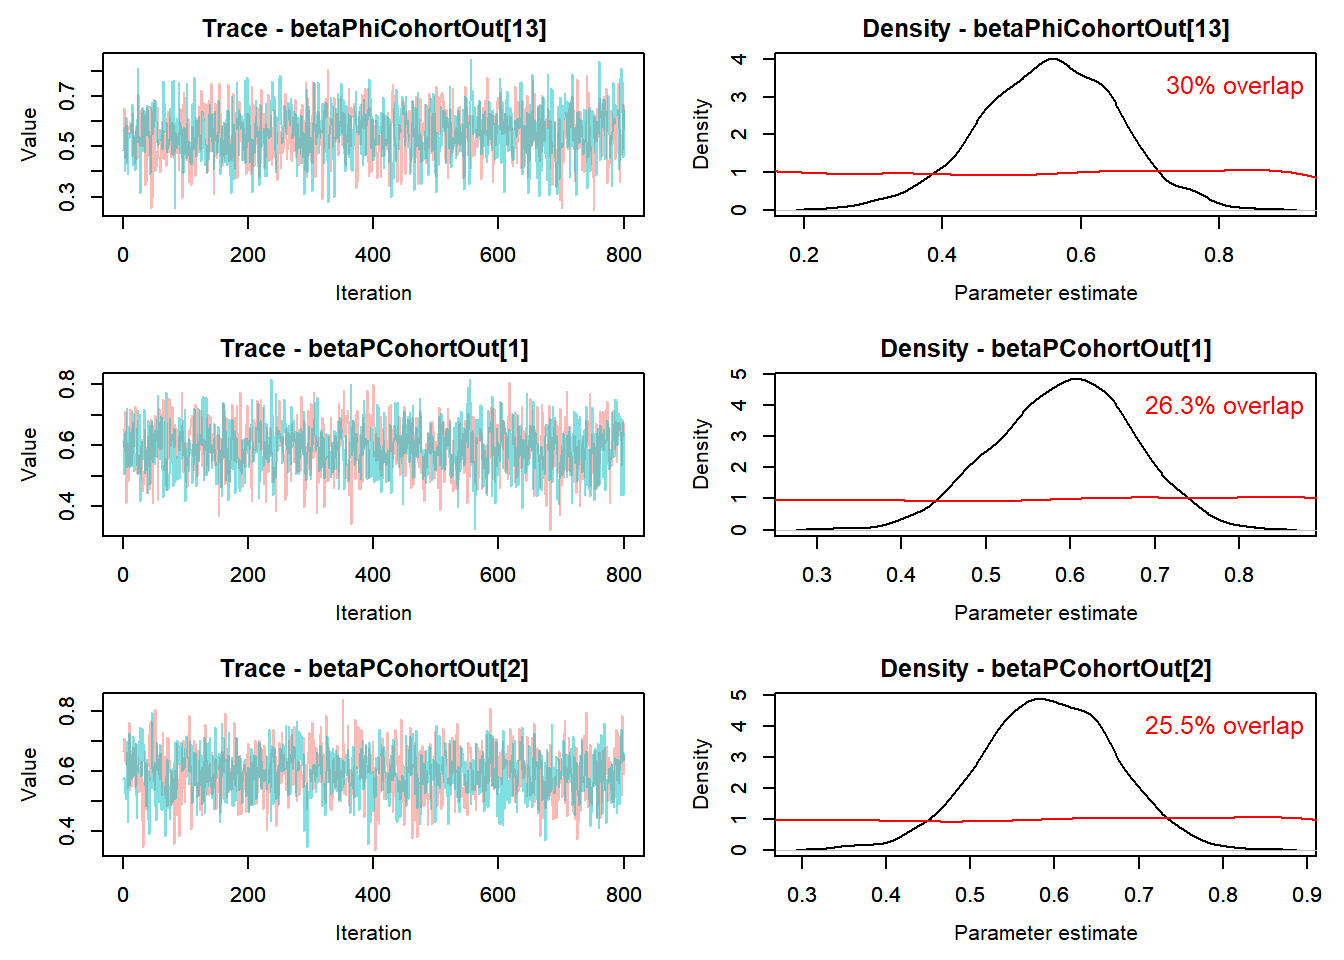 Trace - betaPhiCohortOut[13]
Value
0.3
0.5
0.7
0
200
400
600
800
Iteration
Density - betaPhiCohortOut[13]
30% overlap
Density
0
1
2
3
4
0.2
0.4
0.6
0.8
Parameter estimate
Trace - betaPCohortOut[1]
Value
0.4
0.6
0.8
0
200
400
600
800
Iteration
Density - betaPCohortOut[1]
26.3% overlap
Density
0
1
2
3
4
5
0.3
0.4
0.5
0.6
0.7
0.8
Parameter estimate
Trace - betaPCohortOut[2]
Value
0.4
0.6
0.8
0
200
400
600
800
Iteration
Density - betaPCohortOut[2]
25.5% overlap
Density
0
1
2
3
4
5
0.3
0.4
0.5
0.6
0.7
0.8
0.9
Parameter estimate